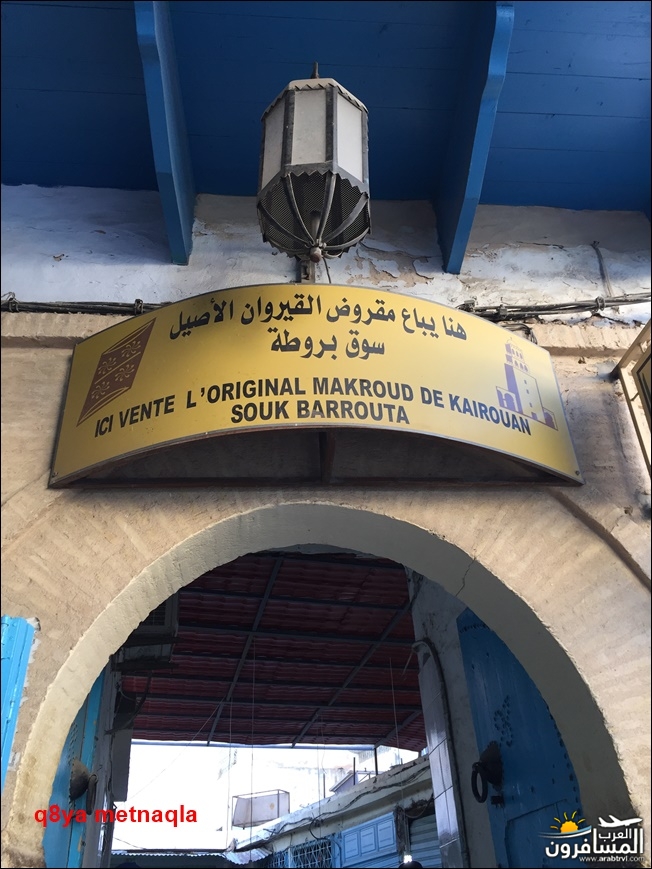 هنا يباع مقروض القيروان الأصيل
سوق بروطة
ICI VENTE L'ORIGINAL MAKROUD DE KAIROUAN
SOUK BARROUTA
q8ya metnaqla
العرب
المسافرون
www.arabtrvl.com